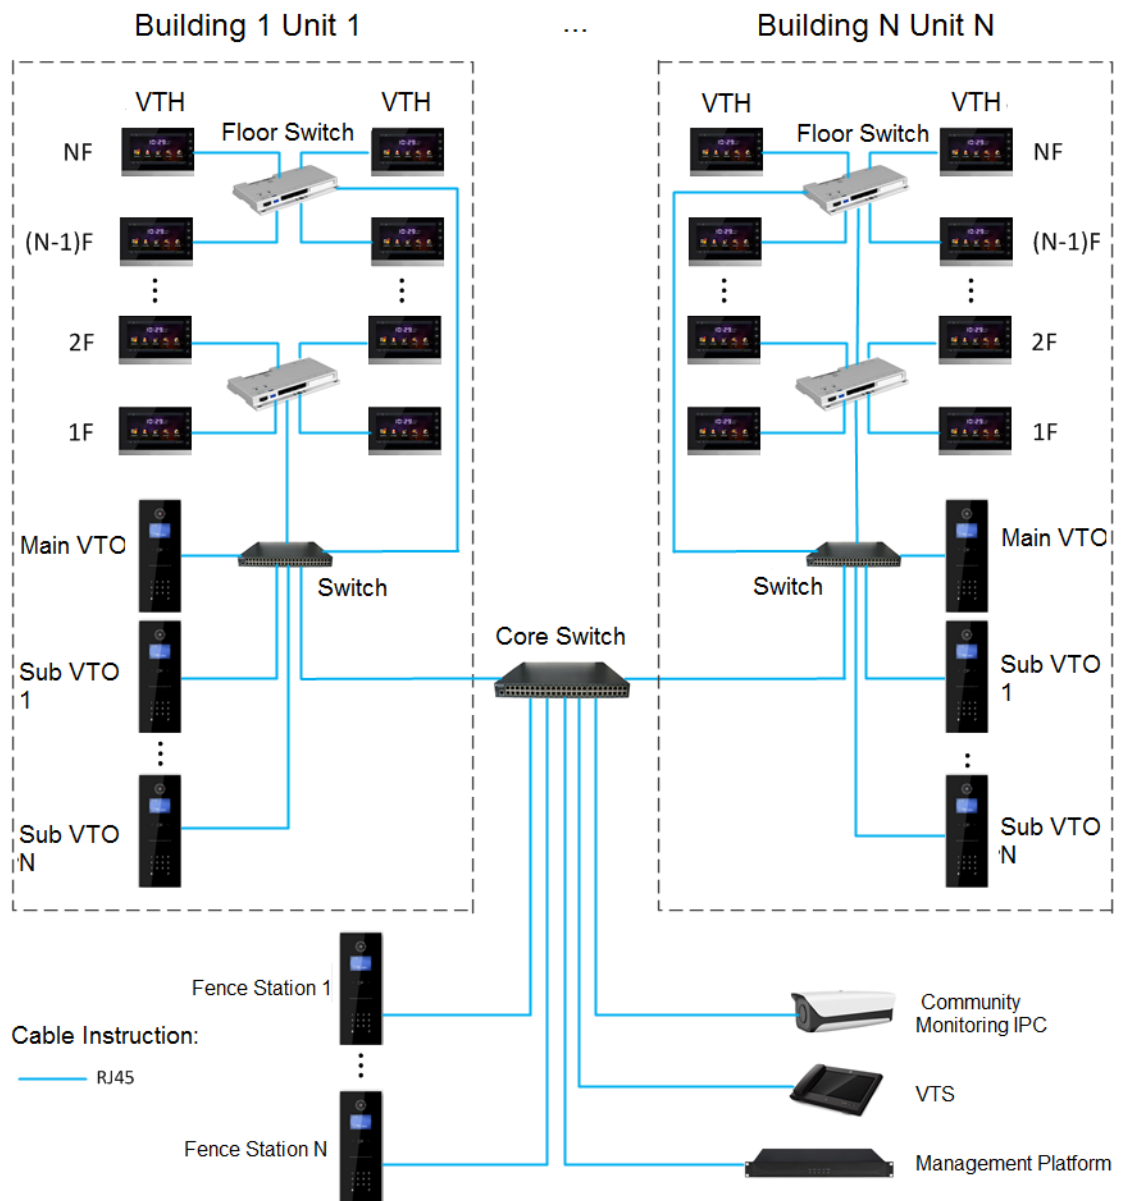 Building 1 Unit 1
...
Building N Unit N
VTH
VTH
VTH
VTH
Floor Switch
Floor Switch
NF
NF
(N-1)F
(N-1)F
2F
2F
1F
1F
Main VTO
Main VTO
Switch
Switch
Core Switch
Sub VTO
1
Sub VTO
1
Sub VTO
N
Sub VTO
N
Fence Station 1
Community
Monitoring IPC
Cable Instruction:
RJ45
VTS
Fence Station N
Management Platform